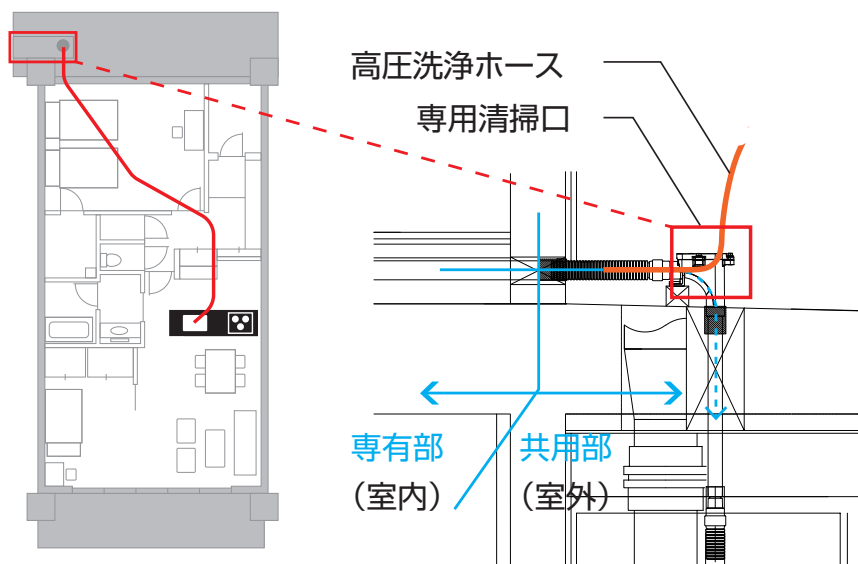 高圧洗浄ホース
専用清掃口
専有部
（室内）
共用部
（室外）